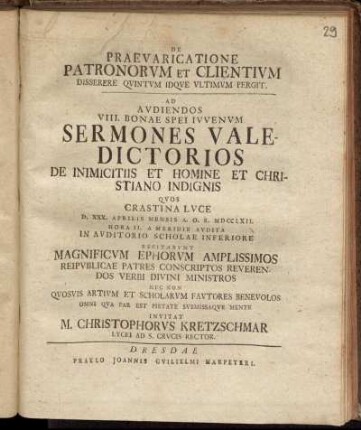 29
DE
PRAEVARICATIONE
PATRONORVM ET CLIENTIVM
DISSERERE QVINTVM IDQVE VLTIMVM PERGIT.
AD
AVDIENDOS
VIII. BONAE SPEI IVVENVM
SERMONES VALE-
DICTORIOS
DE INIMICITIIS ET HOMINE ET CHRI-
STIANO INDIGNIS
QVOS
CRASTINA LVCE
D. XXX. APRILIS MENSIS A. O. R. MDCCLXII.
HORA II. A MERIDIE AVDITA
IN AVDITORIO SCHOLAE INFERIORE
RECITABVNT
MAGNIFICVM EPHORVM AMPLISSIMOS
REIPVBLICAE PATRES CONSCRIPTOS REVEREN-
DOS VERBI DIVINI MINISTROS
NEC NON
QVOSVIS ARTIVM ET SCHOLARVM FAVTORES BENEVOLOS
OMNI QVA PAR EST PIETATE SVBMISSAQVE MENTE
INVITAT
M. CHRISTOPHORVS KRETZSCHMAR
LYCEI AD S. CRVCIS RECTOR.
DRESDAE
PRAELO JOANNIS GVILIELMI HARPETERI.